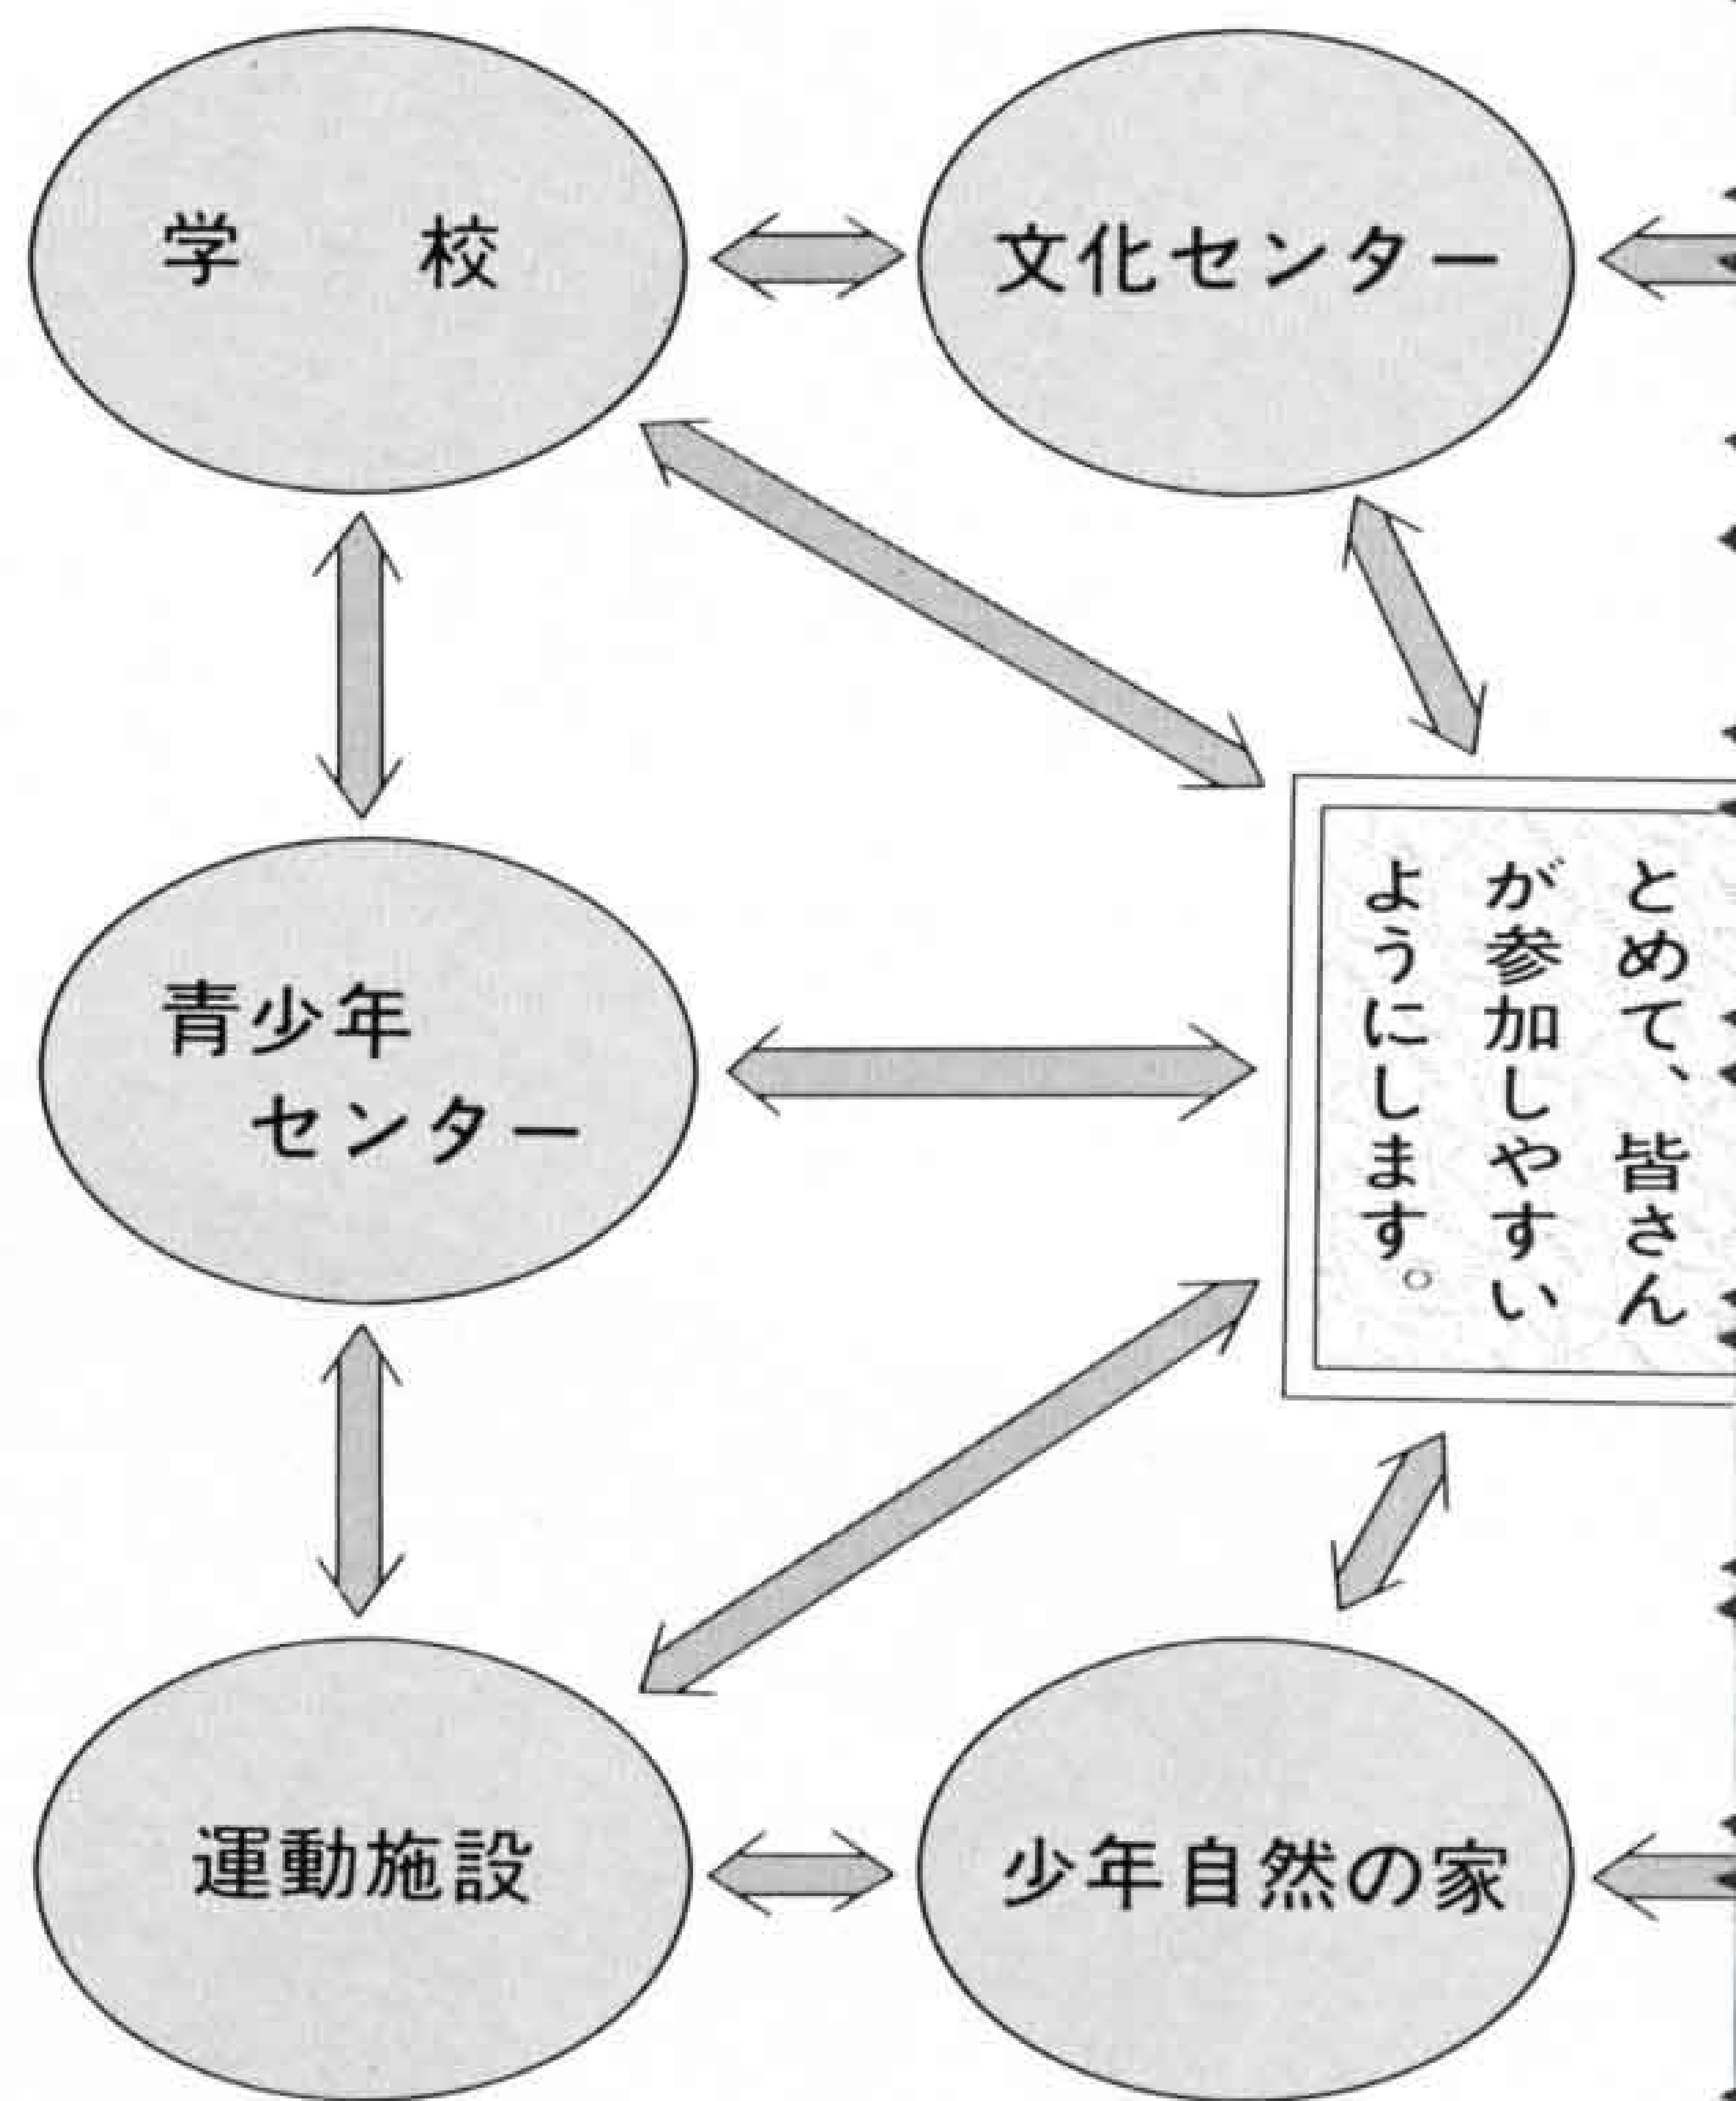 学　校
文化センター
青少年
センター
とめて、皆さん
が参加しやすい
ようにします。
運動施設
少年自然の家